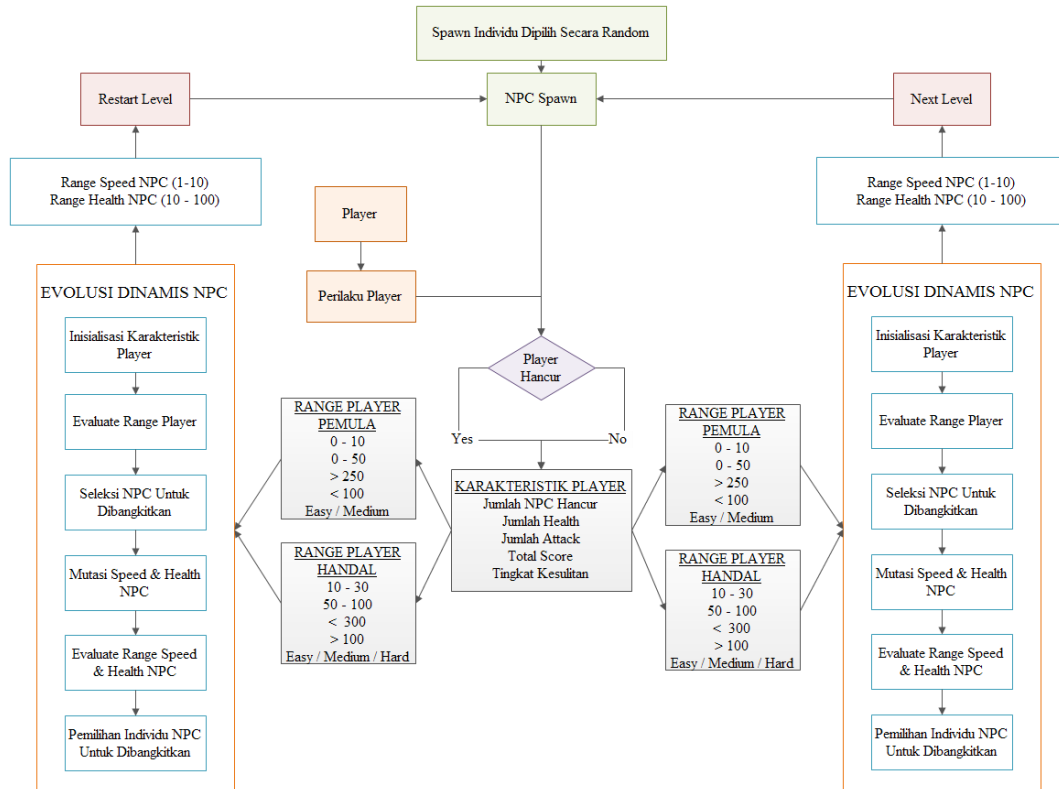 Spawn Individu Dipilih Secara Random
Restart Level
NPC Spawn
Next Level
Range Speed NPC (1-10)
Range Health NPC (10 - 100)
Range Speed NPC (1-10)
Range Health NPC (10 - 100)
Player
Perilaku Player
EVOLUSI DINAMIS NPC
Inisialisasi Karakteristik
Player
Evaluate Range Player
Seleksi NPC Untuk
Dibangkitkan
Mutasi Speed & Health
NPC
Evaluate Range Speed
& Health NPC
Pemilihan Individu NPC
Untuk Dibangkitkan
Player
Hancur
Yes
No
RANGE PLAYER
PEMULA
0 - 10
0 - 50
> 250
< 100
Easy / Medium
RANGE PLAYER
HANDAL
10 - 30
50 - 100
< 300
> 100
Easy / Medium / Hard
KARAKTERISTIK PLAYER
Jumlah NPC Hancur
Jumlah Health
Jumlah Attack
Total Score
Tingkat Kesulitan
RANGE PLAYER
PEMULA
0 - 10
0 - 50
> 250
< 100
Easy / Medium
RANGE PLAYER
HANDAL
10 - 30
50 - 100
< 300
> 100
Easy / Medium / Hard
EVOLUSI DINAMIS NPC
Inisialisasi Karakteristik
Player
Evaluate Range Player
Seleksi NPC Untuk
Dibangkitkan
Mutasi Speed & Health
NPC
Evaluate Range Speed
& Health NPC
Pemilihan Individu NPC
Untuk Dibangkitkan